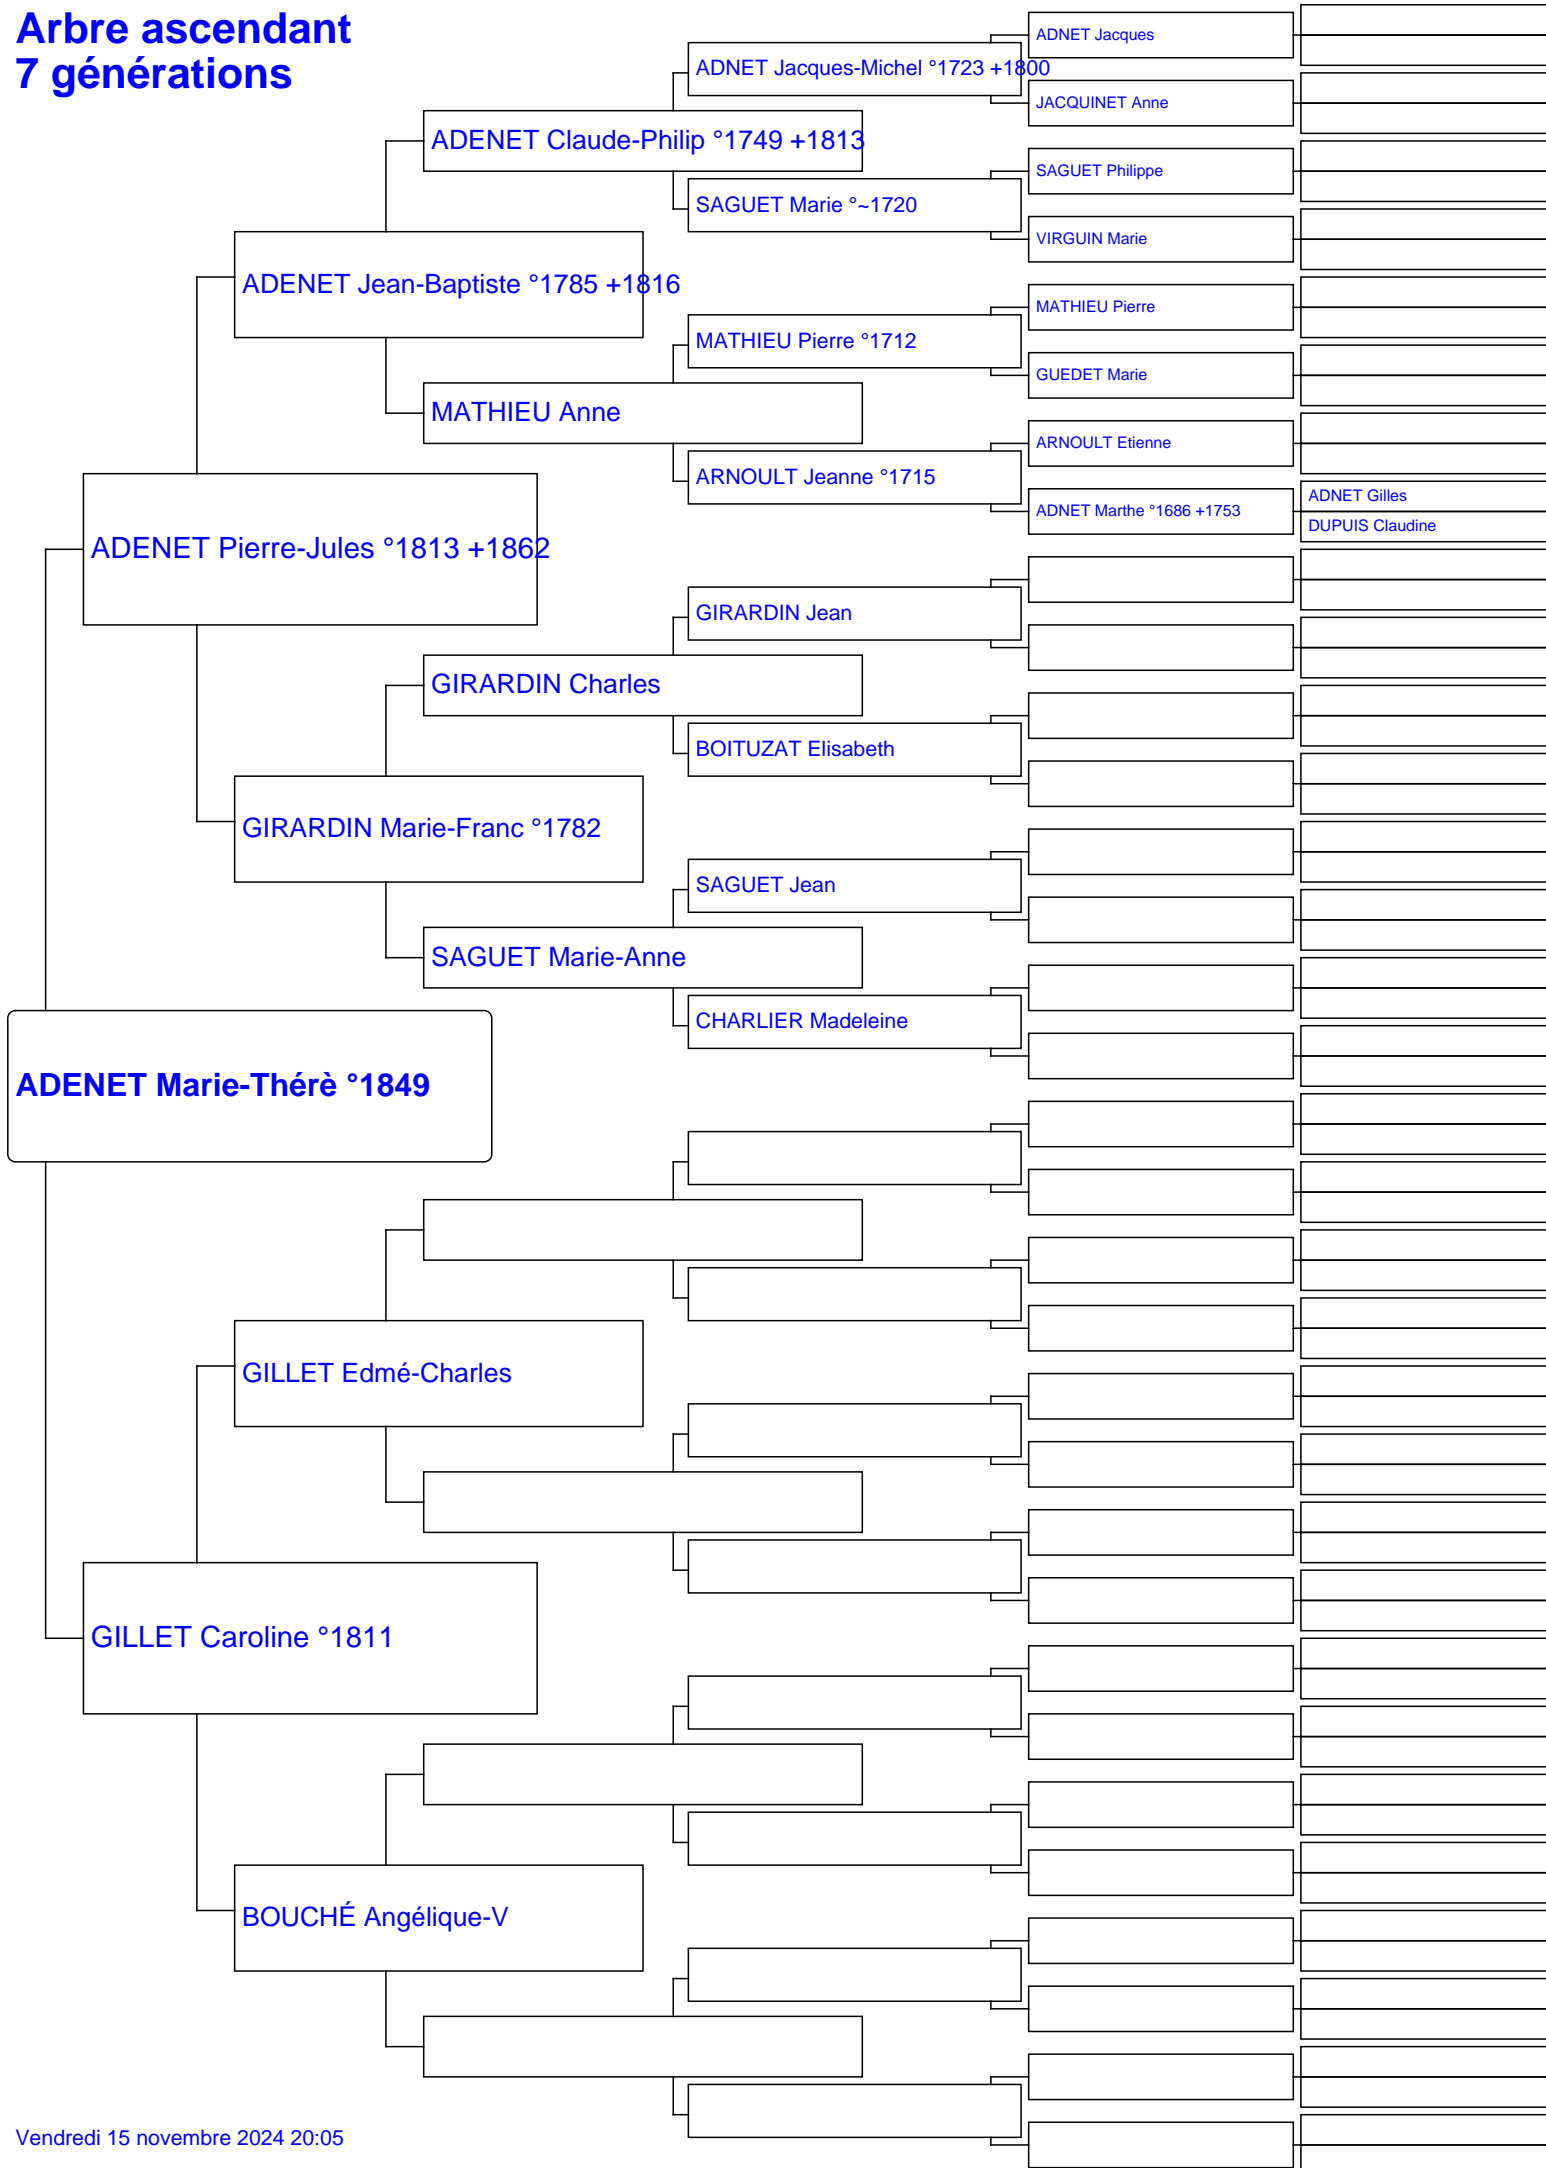 Arbre ascendant
7 générations
ADNET Jacques
ADNET Jacques-Michel °1723 +1800
JACQUINET Anne
ADENET Claude-Philip °1749 +1813
SAGUET Philippe
SAGUET Marie °~1720
VIRGUIN Marie
ADENET Jean-Baptiste °1785 +1816
MATHIEU Pierre
MATHIEU Pierre °1712
GUEDET Marie
MATHIEU Anne
ARNOULT Etienne
ARNOULT Jeanne °1715
ADNET Gilles
ADNET Marthe °1686 +1753
DUPUIS Claudine
ADENET Pierre-Jules °1813 +1862
GIRARDIN Jean
GIRARDIN Charles
BOITUZAT Elisabeth
GIRARDIN Marie-Franc °1782
SAGUET Jean
SAGUET Marie-Anne
CHARLIER Madeleine
ADENET Marie-Thérè °1849
GILLET Edmé-Charles
GILLET Caroline °1811
BOUCHÉ Angélique-V
Vendredi 15 novembre 2024 20:05